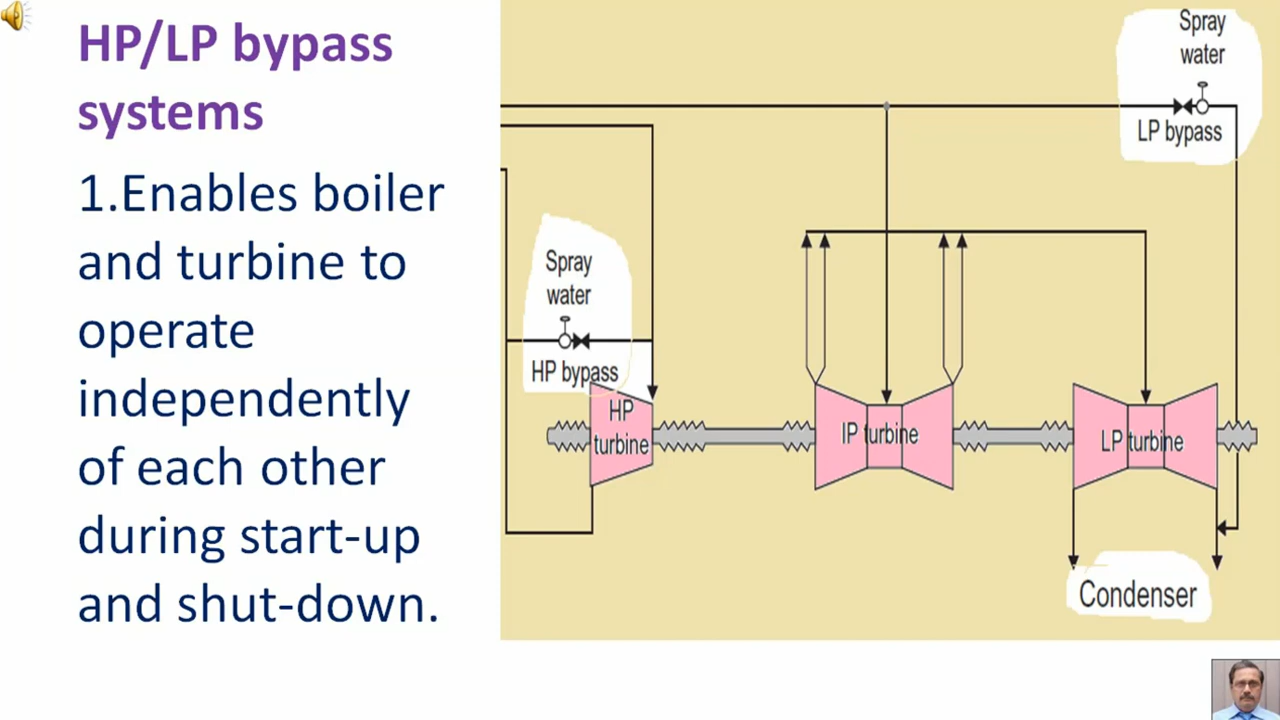 HP/LP bypass
systems
1.Enables boiler
and turbine to
operate
independently
of each other
during start-up
and shut-down.
Spray
water
LP bypass
Spray
water
HP bypass
HP
turbine
IP turbine
LP turbine
Condenser